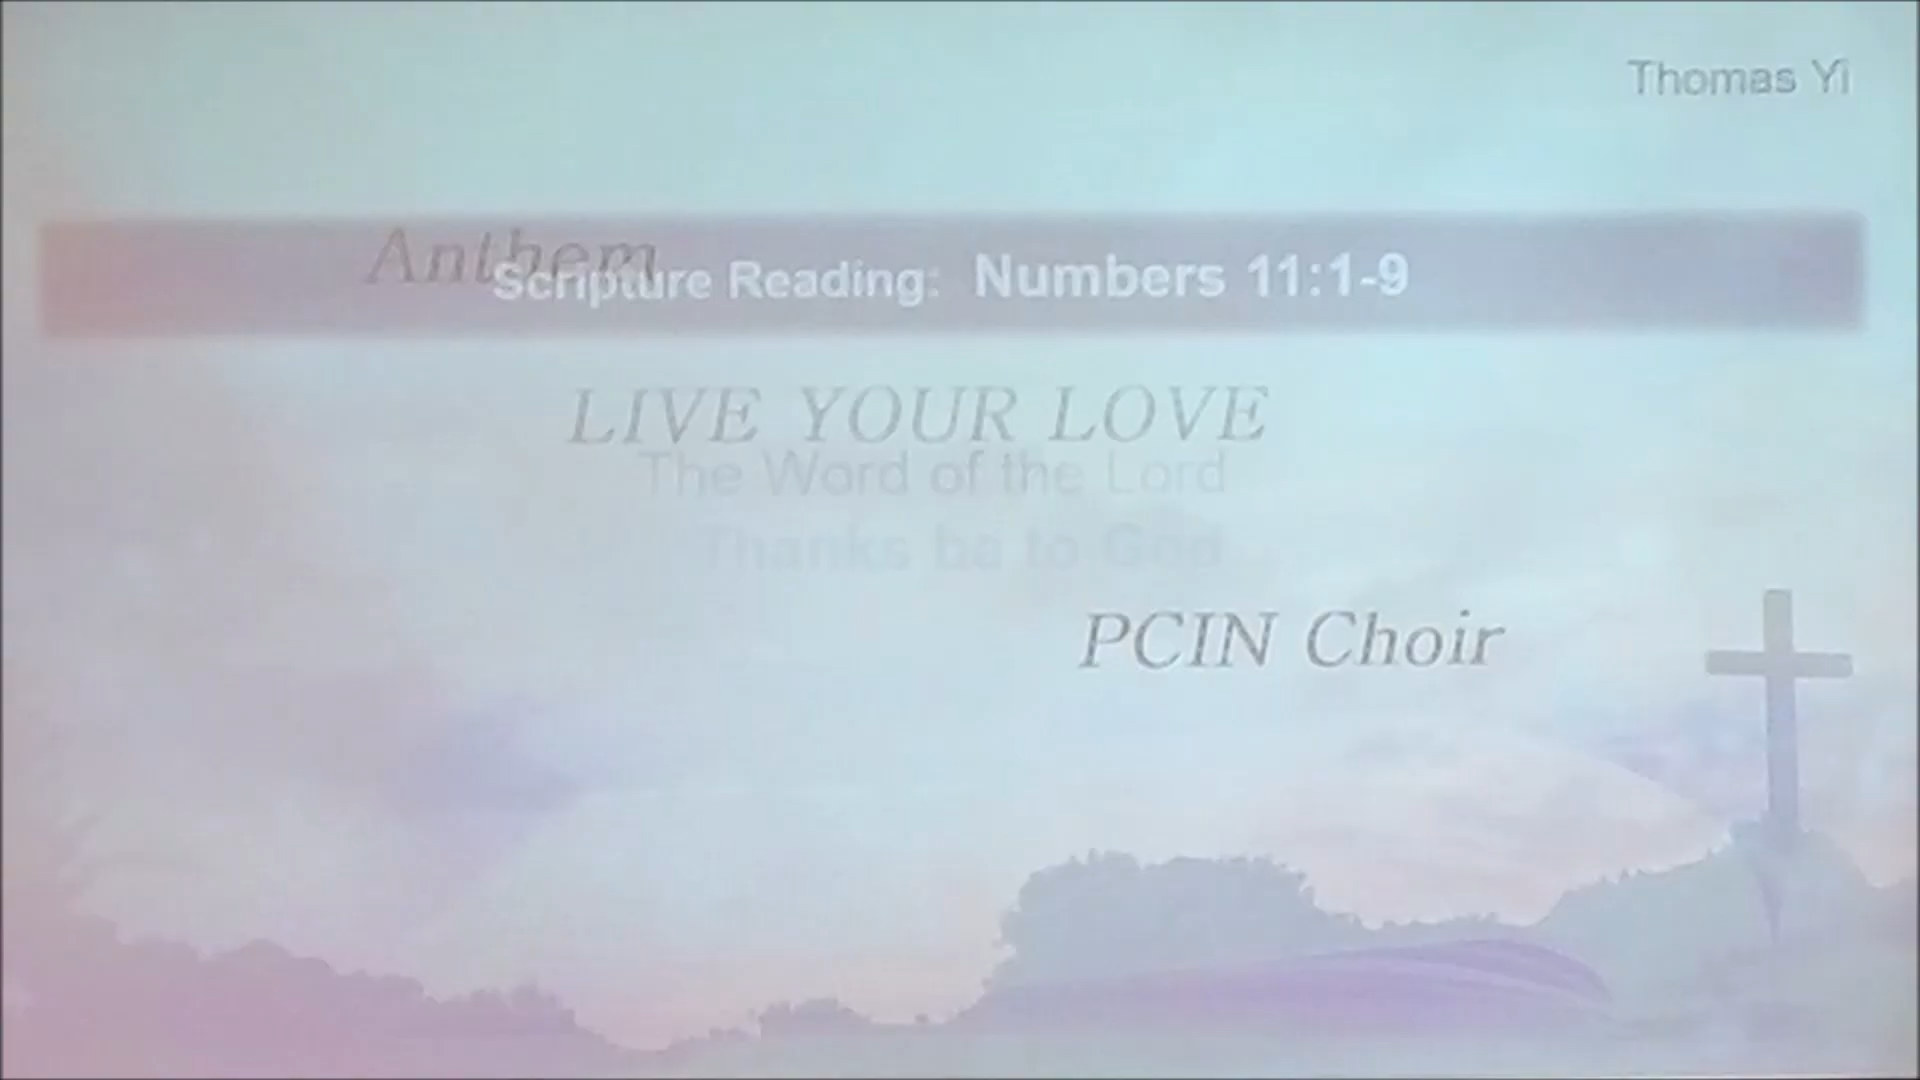 Thomas Yi
Anthem
Scripture Reading: Numbers 11:1-9
LIVE YOUR LOVE
The Word of the Lord
Thanks be to God
PCIN Choir